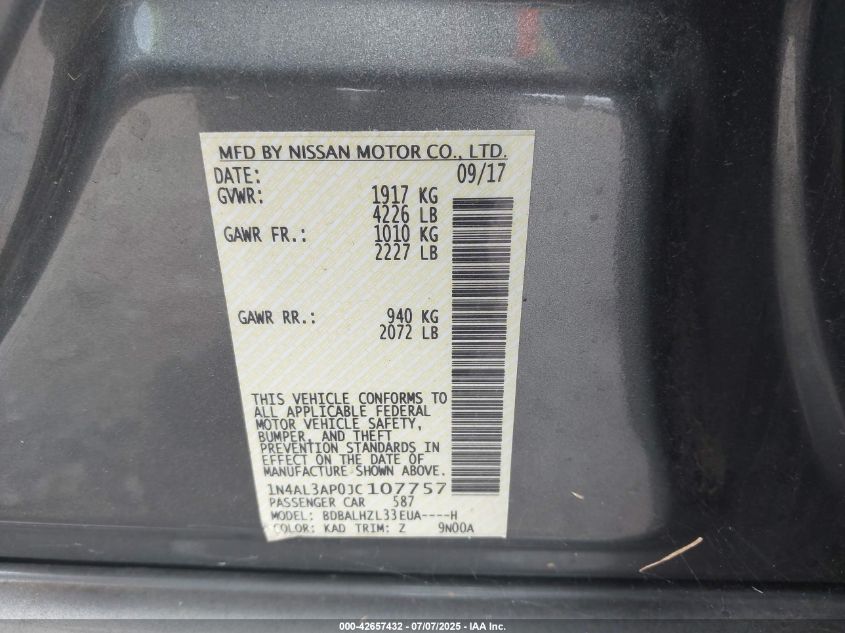 MFD BY NISSAN MOTOR CO., LTD.
DATE: 09/17
GVWR: 1917 KG
4226 LB
GAWR FR.: 1010 KG
2227 LB
GAWR RR.: 940 KG
2072 LB
THIS VEHICLE CONFORMS TO
ALL APPLICABLE FEDERAL
MOTOR VEHICLE SAFETY,
BUMPER, AND THEFT
PREVENTION STANDARDS IN
EFFECT ON THE DATE OF
MANUFACTURE SHOWN ABOVE.
1N4AL3AP0JC107757
PASSENGER CAR 587
MODEL: BDBALHZL33EUA----H
COLOR: KAD TRIM: Z 9N00A
000-42657432 - 07/07/2025 - IAA Inc.